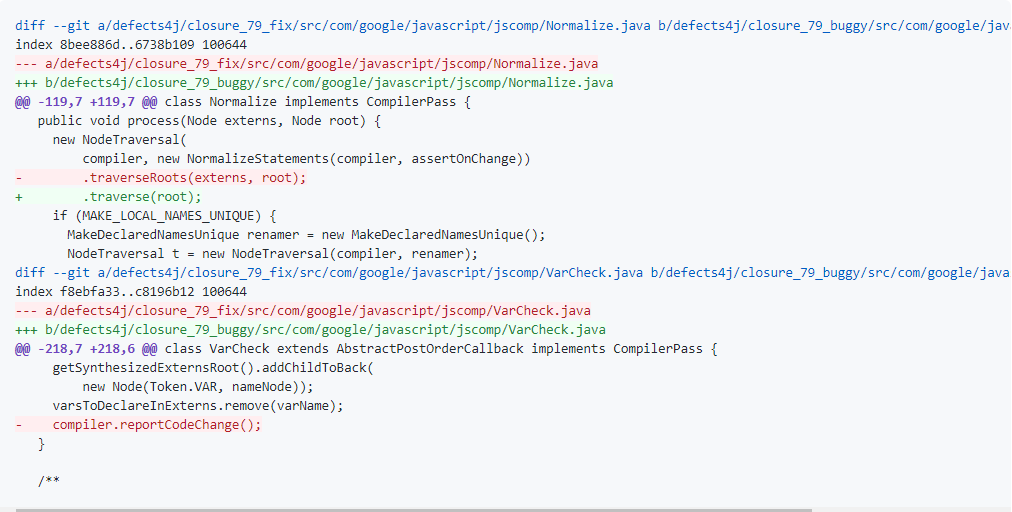 diff --git a/defects4j/closure_79_fix/src/com/google/javascript/jscomp/Normalize.java b/defects4j/closure_79_buggy/src/com/google/jav
index 8bee886d..6738b109 100644
--- a/defects4j/closure_79_fix/src/com/google/javascript/jscomp/Normalize.java
+++ b/defects4j/closure_79_buggy/src/com/google/javascript/jscomp/Normalize.java
@@ -119,7 +119,7 @@ class Normalize implements CompilerPass {
   public void process(Node externs, Node root) {
     new NodeTraversal(
         compiler, new NormalizeStatements(compiler, assertOnChange))
-        .traverseRoots(externs, root);
+        .traverse(root);
     if (MAKE_LOCAL_NAMES_UNIQUE) {
       MakeDeclaredNamesUnique renamer = new MakeDeclaredNamesUnique();
       NodeTraversal t = new NodeTraversal(compiler, renamer);
diff --git a/defects4j/closure_79_fix/src/com/google/javascript/jscomp/VarCheck.java b/defects4j/closure_79_buggy/src/com/google/java
index f8ebfa33..c8196b12 100644
--- a/defects4j/closure_79_fix/src/com/google/javascript/jscomp/VarCheck.java
+++ b/defects4j/closure_79_buggy/src/com/google/javascript/jscomp/VarCheck.java
@@ -218,7 +218,6 @@ class VarCheck extends AbstractPostOrderCallback implements CompilerPass {
     getSynthesizedExternsRoot().addChildToBack(
         new Node(Token.VAR, nameNode));
     varsToDeclareInExterns.remove(varName);
-    compiler.reportCodeChange();
   }
   /**